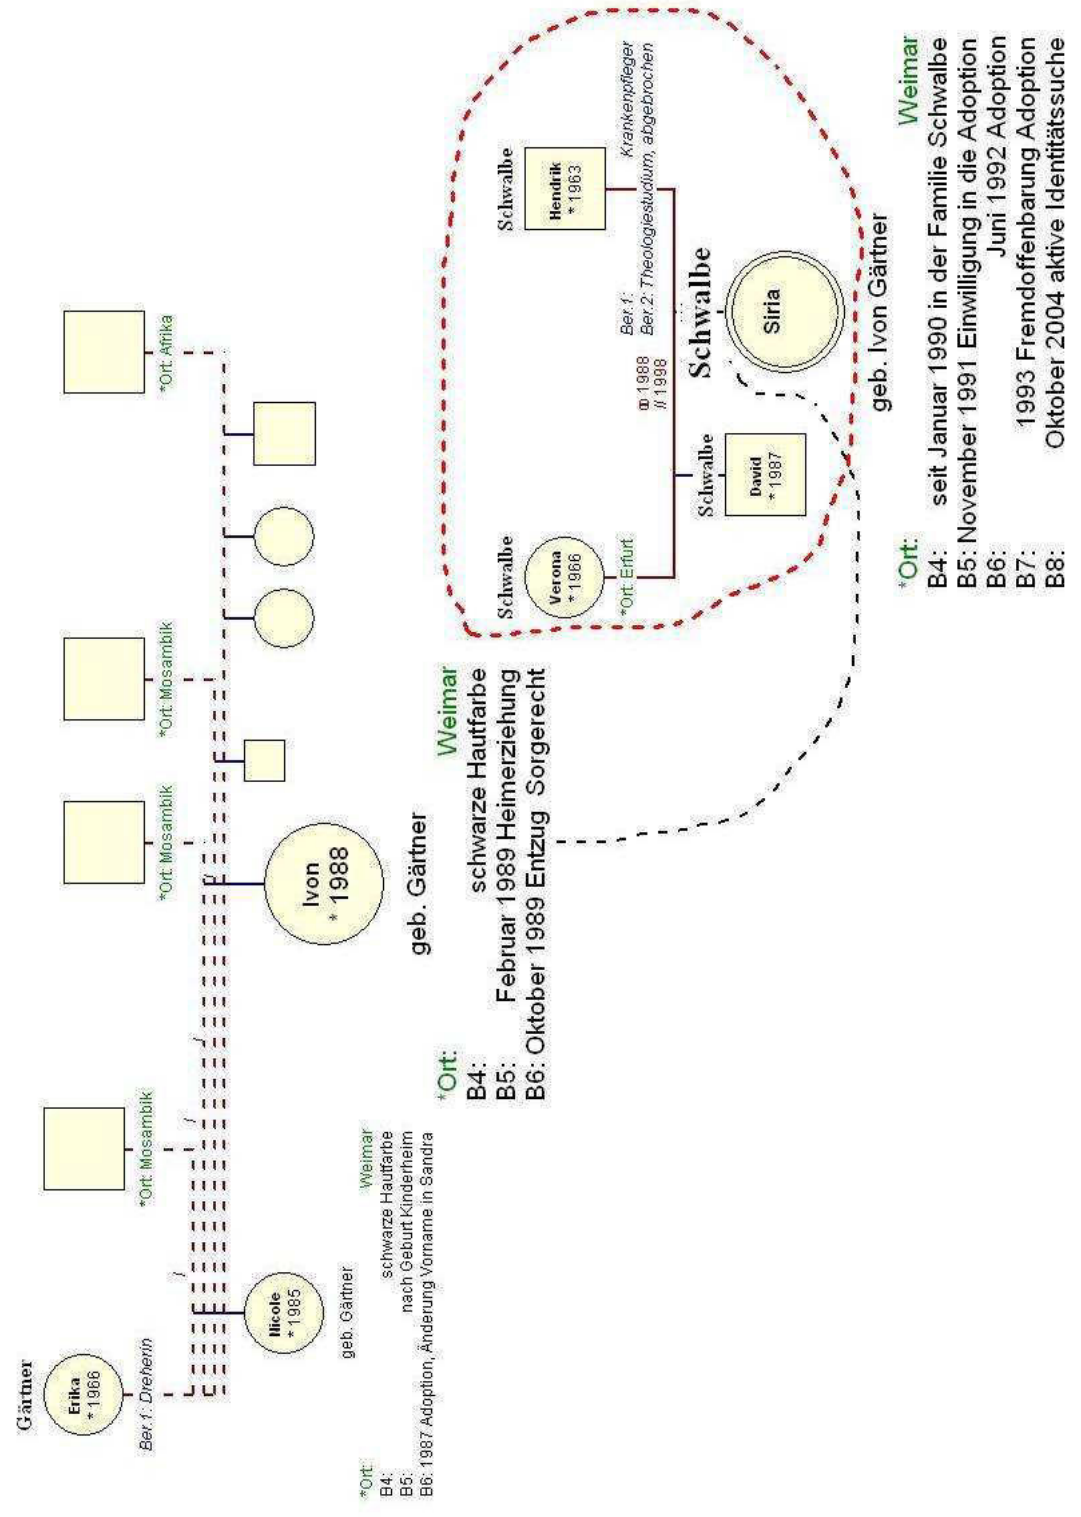 Gärtner
Erika
* 1966
Ber.1: Dreherin
*Ort: Mosambik
*Ort: Mosambik
*Ort: Mosambik
*Ort: Afrika
Nicole
* 1985
geb. Gärtner
*Ort: Weimar
B4: schwarze Hautfarbe
B5: nach Geburt Kinderheim
B6: 1987 Adoption, Änderung Vorname in Sandra
Ivon
* 1988
geb. Gärtner
*Ort: Weimar
B4: schwarze Hautfarbe
B5: Februar 1989 Heimerziehung
B6: Oktober 1989 Entzug Sorgerecht
Schwalbe
Verona
* 1966
*Ort: Erfurt
Schwalbe
Hendrik
* 1963
Ber.1: Krankenpfleger
Ber.2: Theologiestudium, abgebrochen
⚭ 1988
// 1998
Schwalbe
David
* 1987
Schwalbe
Siria
geb. Ivon Gärtner
*Ort: Weimar
B4: seit Januar 1990 in der Familie Schwalbe
B5: November 1991 Einwilligung in die Adoption
B6: Juni 1992 Adoption
B7: 1993 Fremdoffenbarung Adoption
B8: Oktober 2004 aktive Identitätssuche